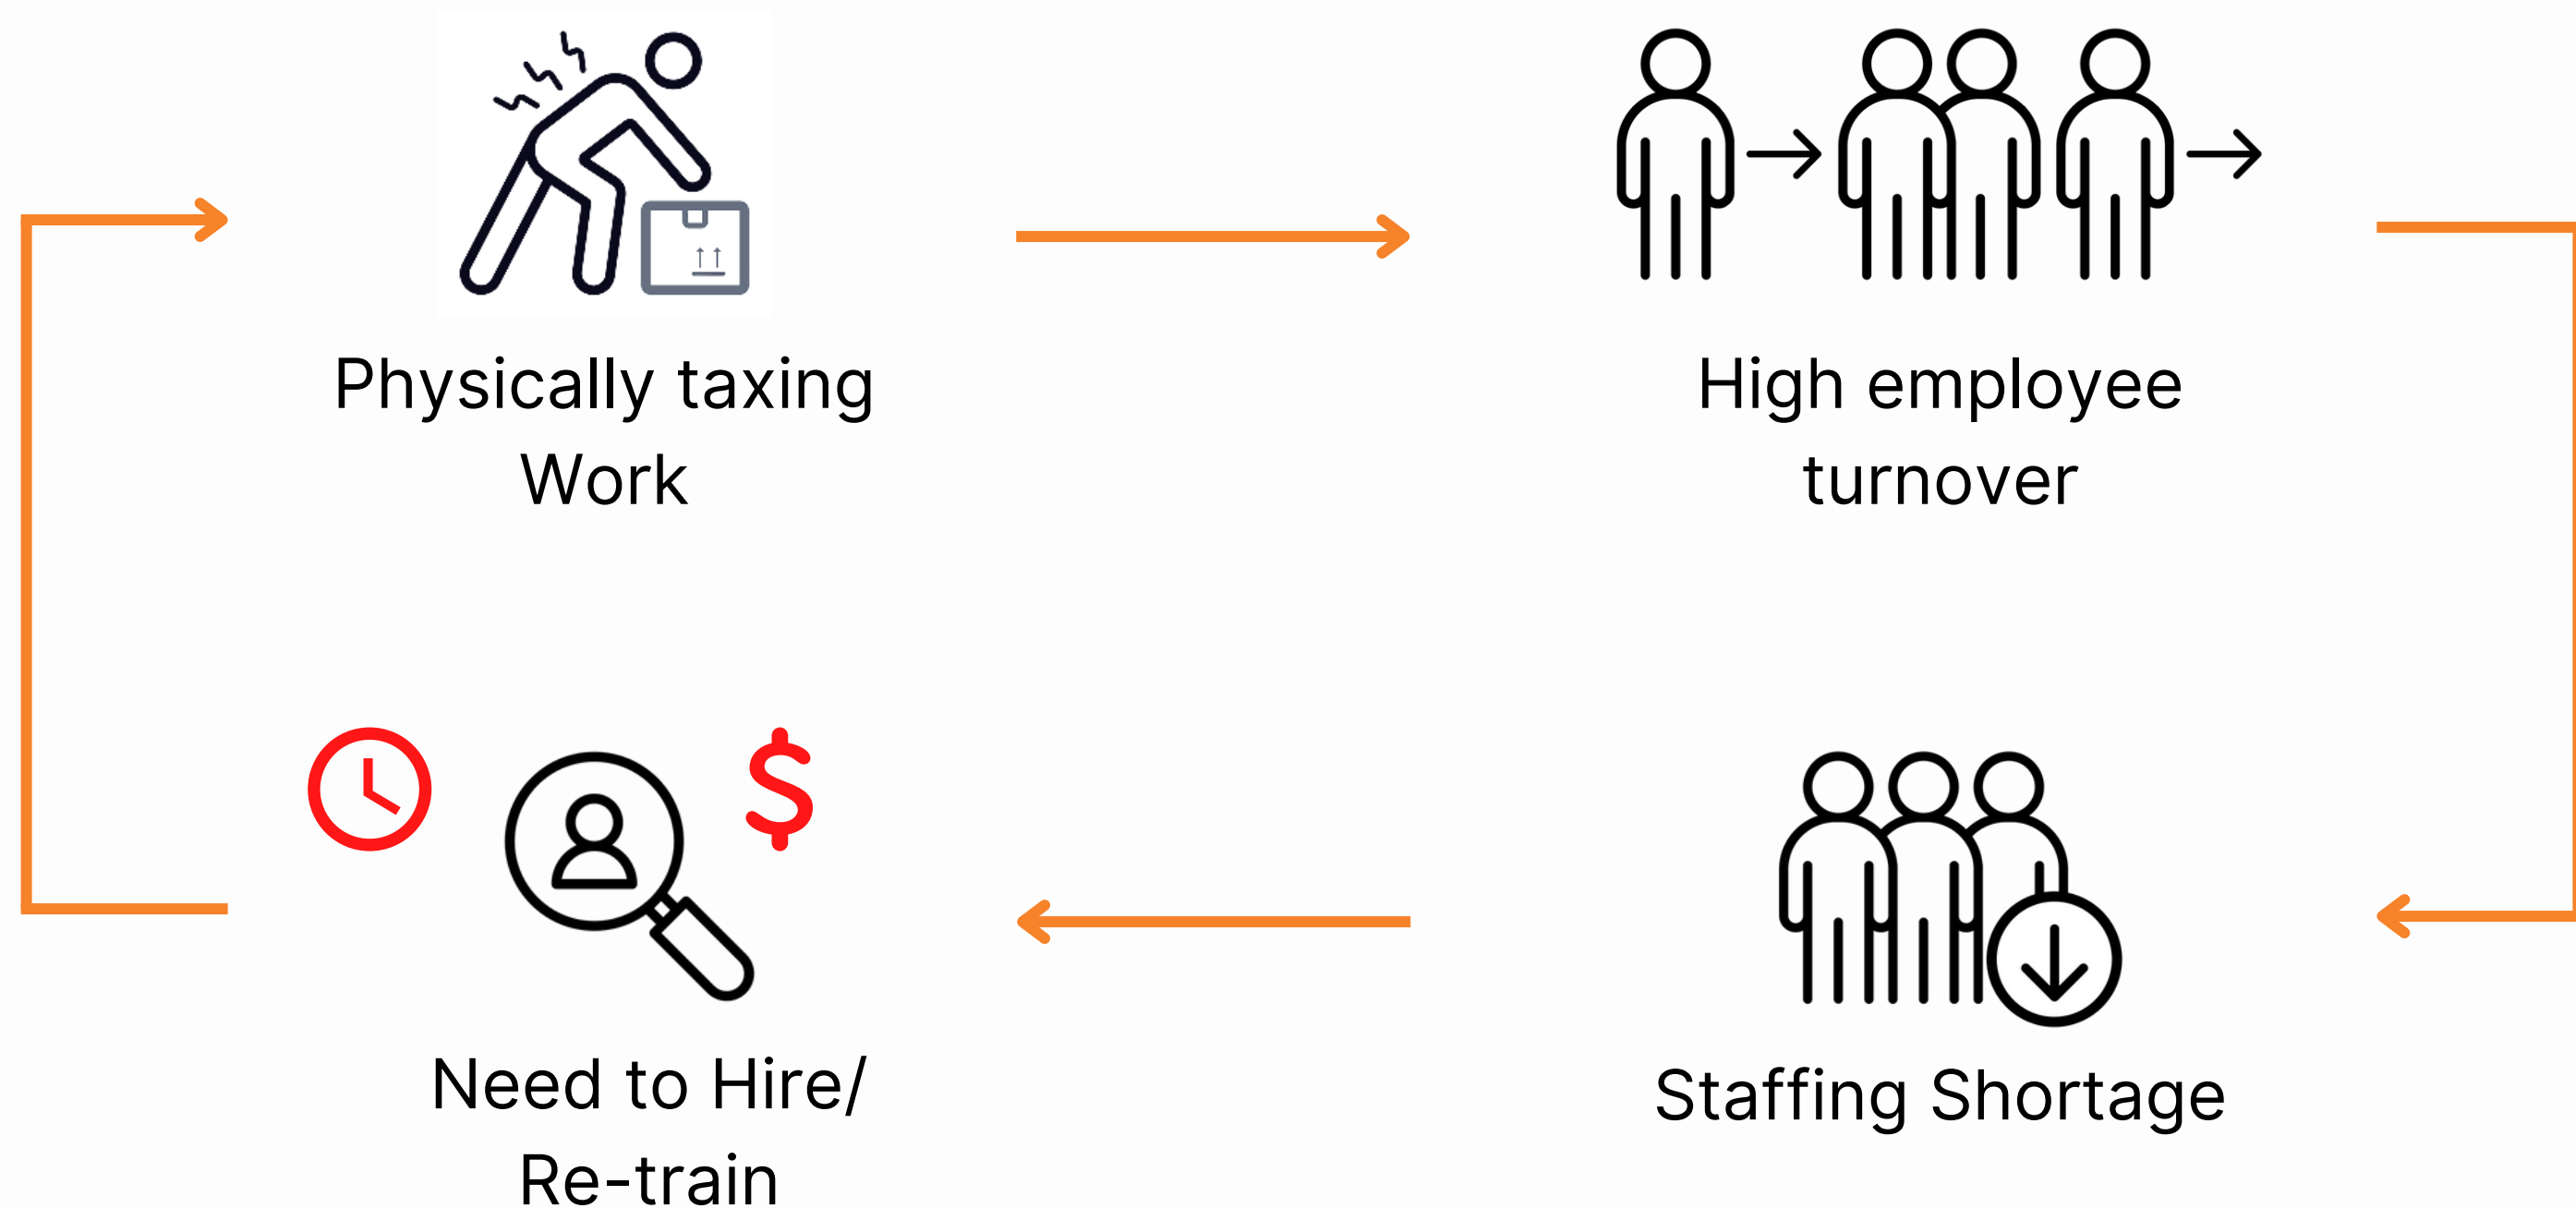 Physically taxing
Work
High employee
turnover
$
Need to Hire/
Re-train
Staffing Shortage